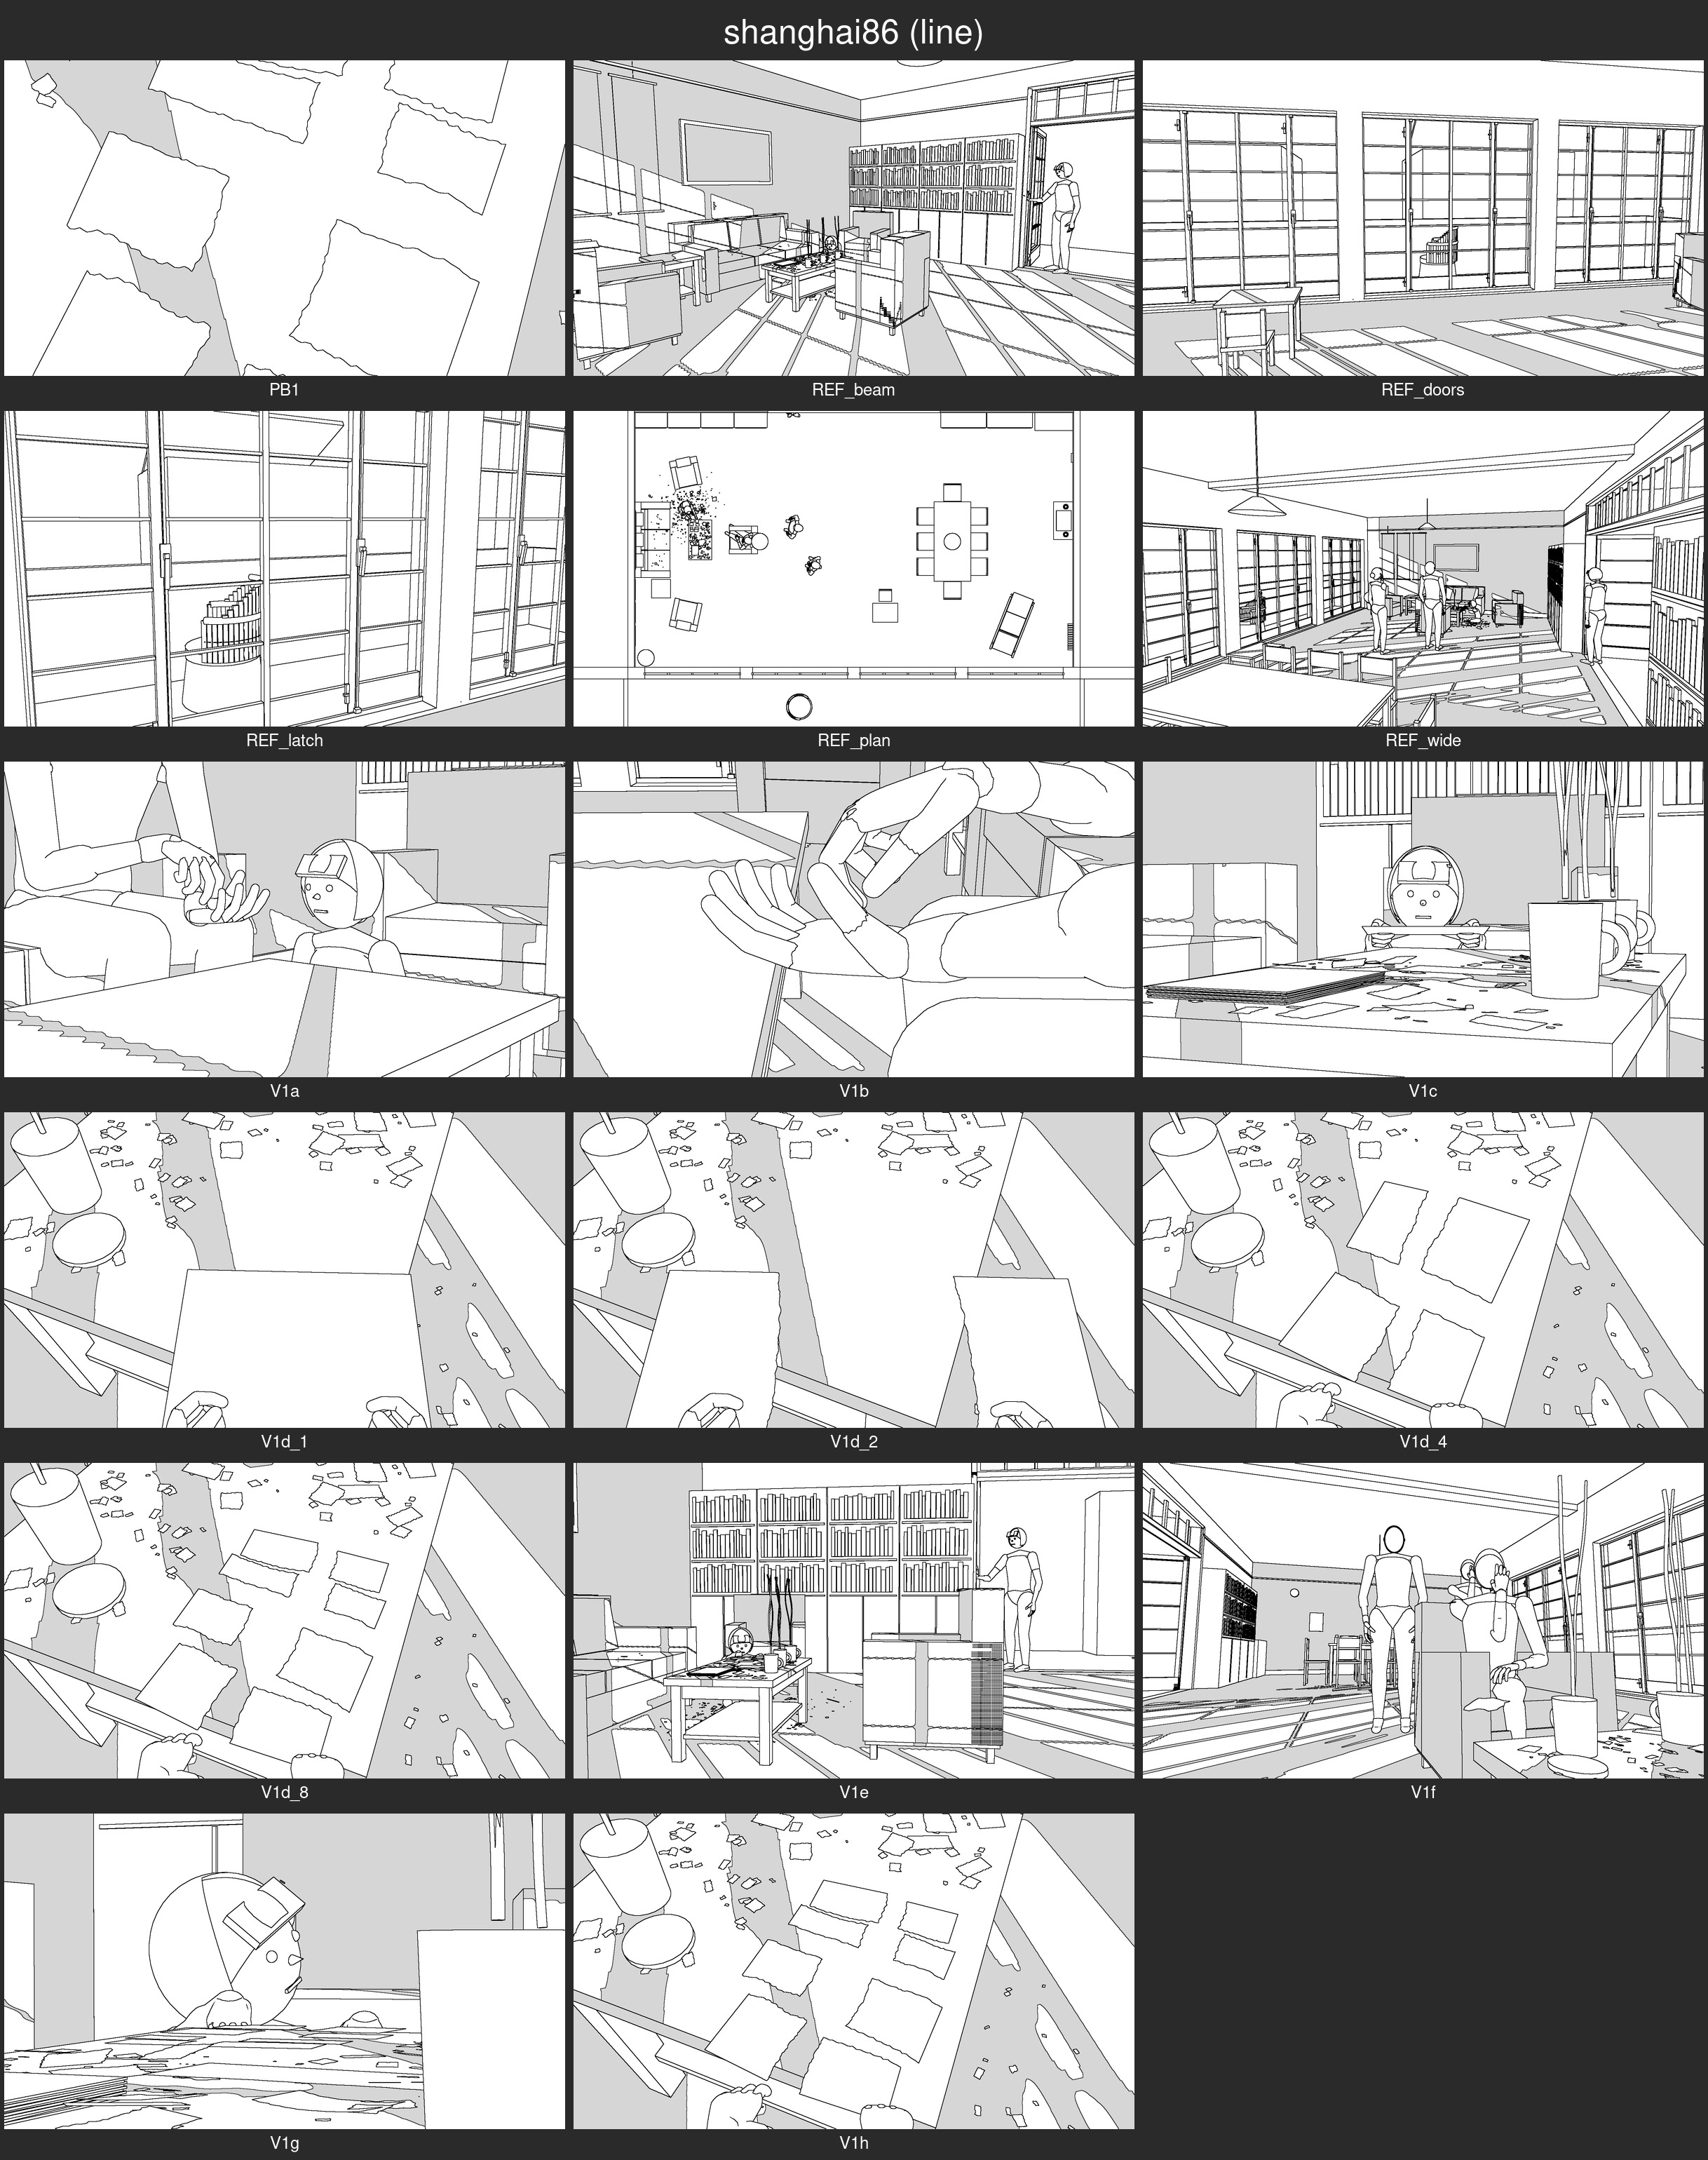 shanghai86 (line)
PB1
REF_beam
REF_doors
REF_latch
REF_plan
REF_wide
V1a
V1b
V1c
V1d_1
V1d_2
V1d_4
V1d_8
V1e
V1f
V1g
V1h